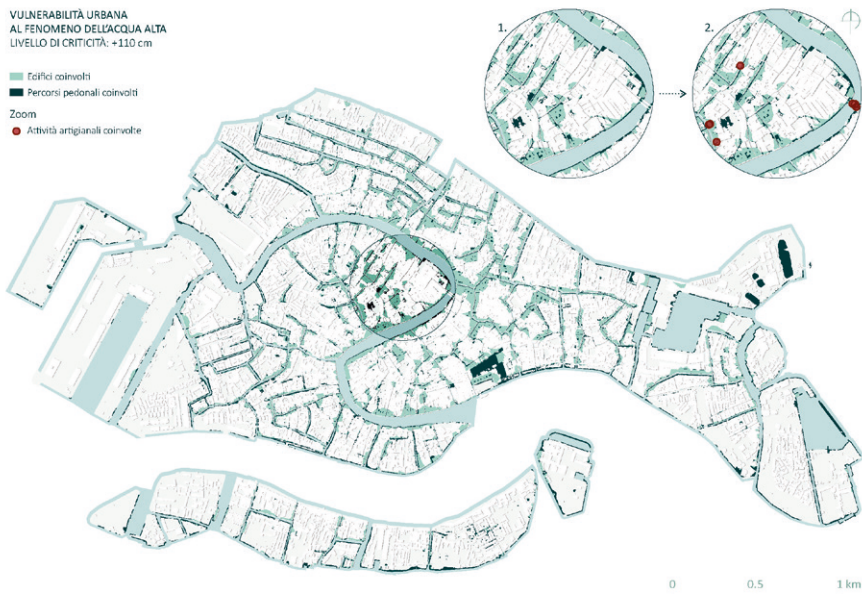 VULNERABILITÀ URBANA
AL FENOMENO DELL'ACQUA ALTA
LIVELLO DI CRITICITÀ: +110 cm
Edifici coinvolti
Percorsi pedonali coinvolti
Zoom
Attività artigianali coinvolte
1.
2.
0 0.5 1 km